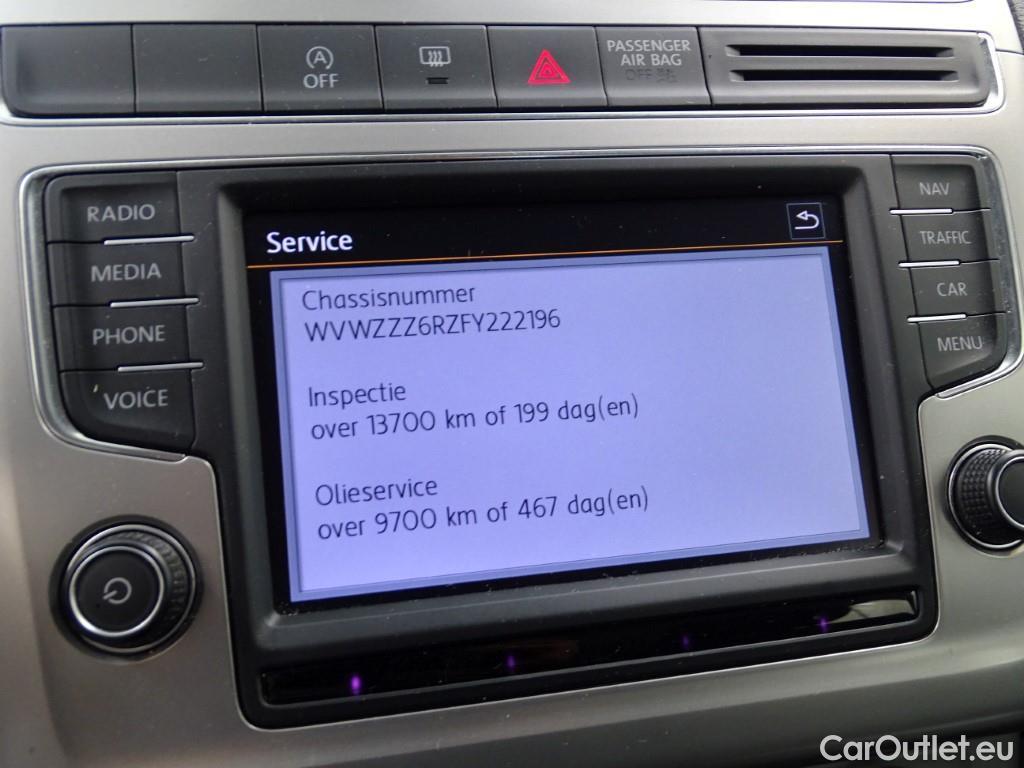 OFF
PASSENGER
AIR BAG
OFF
RADIO
MEDIA
PHONE
VOICE
Service
Chassisnummer
WVWZZZ6RZFY222196
Inspectie
over 13700 km of 199 dag(en)
Olieservice
over 9700 km of 467 dag(en)
NAV
TRAFFIC
CAR
MENU
CarOutlet.eu